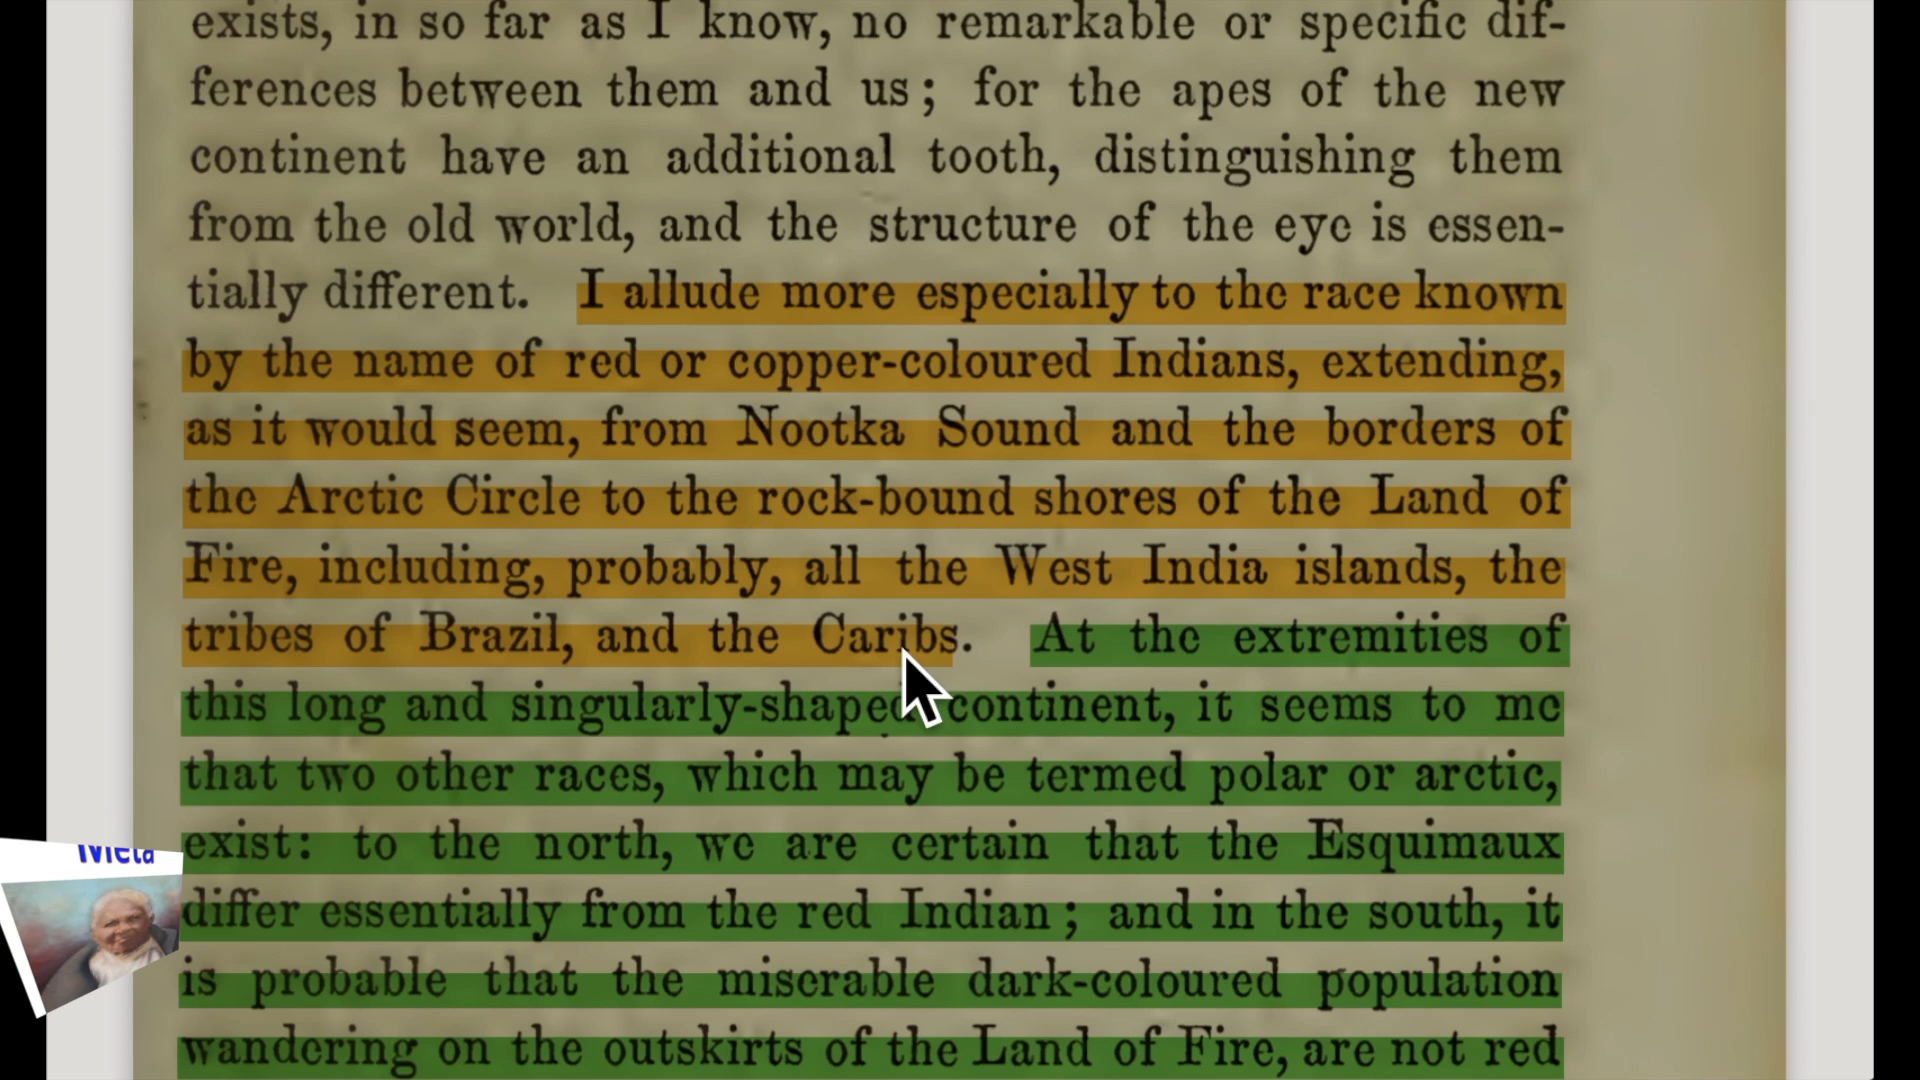 exists, in so far as I know, no remarkable or specific dif-
ferences between them and us; for the apes of the new
continent have an additional tooth, distinguishing them
from the old world, and the structure of the eye is essen-
tially different. I allude more especially to the race known
by the name of red or copper-coloured Indians, extending,
as it would seem, from Nootka Sound and the borders of
the Arctic Circle to the rock-bound shores of the Land of
Fire, including, probably, all the West India islands, the
tribes of Brazil, and the Caribs. At the extremities of
this long and singularly-shaped continent, it seems to me
that two other races, which may be termed polar or arctic,
exist: to the north, we are certain that the Esquimaux
differ essentially from the red Indian; and in the south, it
is probable that the miserable dark-coloured population
wandering on the outskirts of the Land of Fire, are not red
Meta